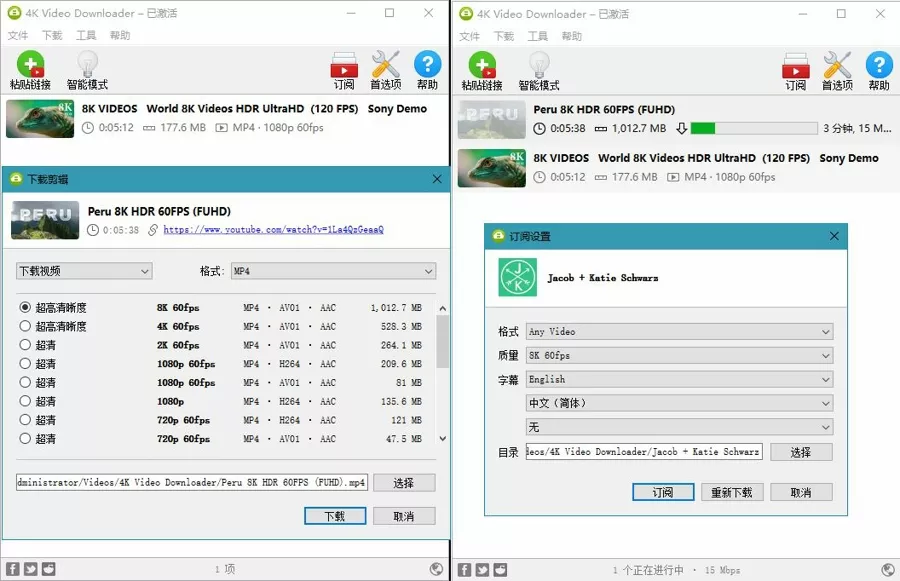 4K Video Downloader – 已激活
文件 下载 工具 帮助
粘贴链接 智能模式 订阅 首选项 帮助
8K VIDEOS World 8K Videos HDR UltraHD (120 FPS) Sony Demo
0:05:12 177.6 MB MP4 · 1080p 60fps
8K
下载剪辑
PERU
Peru 8K HDR 60FPS (FUHD)
0:05:38 https://www.youtube.com/watch?v=1La4QzGeaaQ
下载视频 格式: MP4
超高清晰度 8K 60fps MP4 · AV01 · AAC 1,012.7 MB
超高清晰度 4K 60fps MP4 · AV01 · AAC 528.3 MB
超清 2K 60fps MP4 · AV01 · AAC 264.1 MB
超清 1080p 60fps MP4 · H264 · AAC 209.6 MB
超清 1080p 60fps MP4 · AV01 · AAC 81 MB
超清 1080p MP4 · H264 · AAC 135.6 MB
超清 720p 60fps MP4 · H264 · AAC 121 MB
超清 720p 60fps MP4 · AV01 · AAC 47.5 MB
dministrator/Videos/4K Video Downloader/Peru 8K HDR 60FPS (FUHD).mp4 选择
下载 取消
1 项
4K Video Downloader – 已激活
文件 下载 工具 帮助
粘贴链接 智能模式 订阅 首选项 帮助
PERU
Peru 8K HDR 60FPS (FUHD)
0:05:38 1,012.7 MB 3 分钟, 15 M...
8K
8K VIDEOS World 8K Videos HDR UltraHD (120 FPS) Sony Demo
0:05:12 177.6 MB MP4 · 1080p 60fps
订阅设置
J K
Jacob + Katie Schwarz
格式 Any Video
质量 8K 60fps
字幕 English
中文 (简体)
无
目录 deos/4K Video Downloader/Jacob + Katie Schwarz 选择
订阅 重新下载 取消
1 个正在进行中 · 15 Mbps